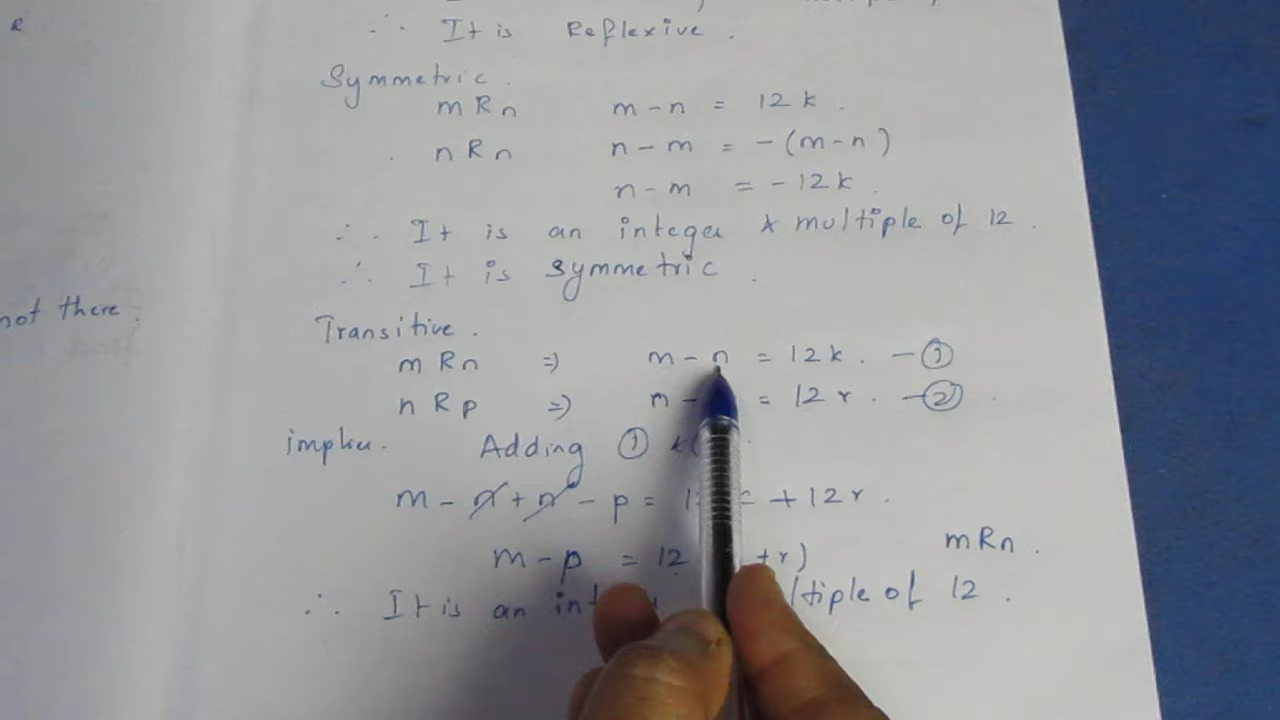 R
∴ It is Reflexive.
Symmetric.
m R n m - n = 12 k.
n R n n - m = - (m - n)
n - m = - 12 k.
∴ It is an integer & multiple of 12.
∴ It is symmetric.
not there.
Transitive.
m R n ⇒ m - n = 12 k. - ①
n R p ⇒ n - = 12 r. - ②
implies. Adding ①
m - n + n - p = + 12 r.
m - p = 12 + r)
m R n.
∴ It is an of 12.